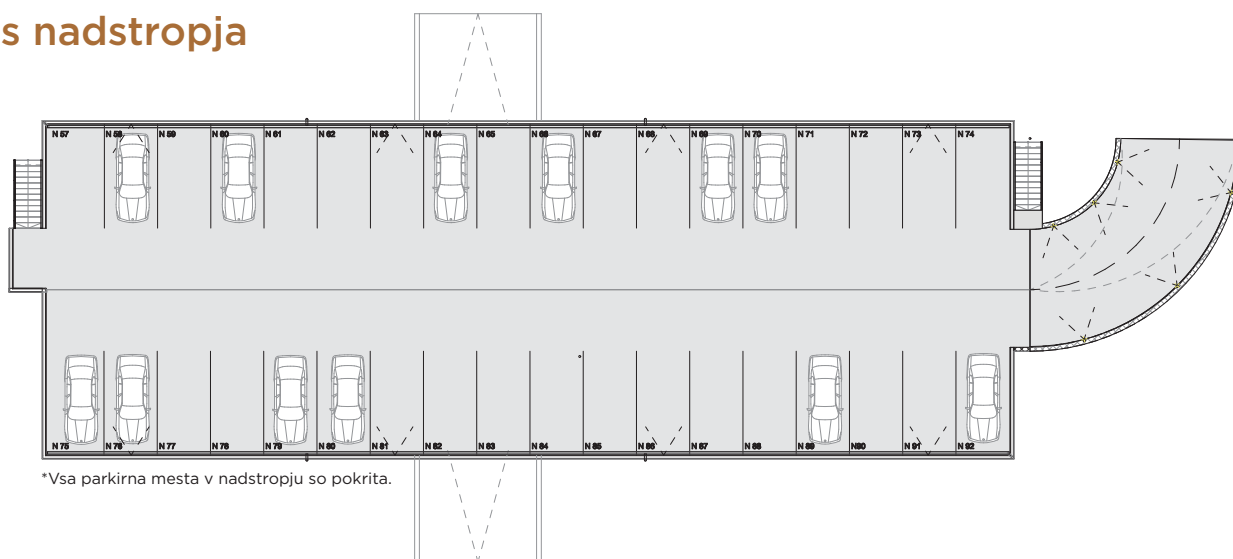 s nadstropja
N 57 N 58 N 59 N 60 N 61 N 62 N 63 N 64 N 65 N 66 N 67 N 68 N 69 N 70 N 71 N 72 N 73 N 74
N 75 N 76 N 77 N 78 N 79 N 80 N 81 N 82 N 83 N 84 N 85 N 86 N 87 N 88 N 89 N90 N 91 N 92
*Vsa parkirna mesta v nadstropju so pokrita.